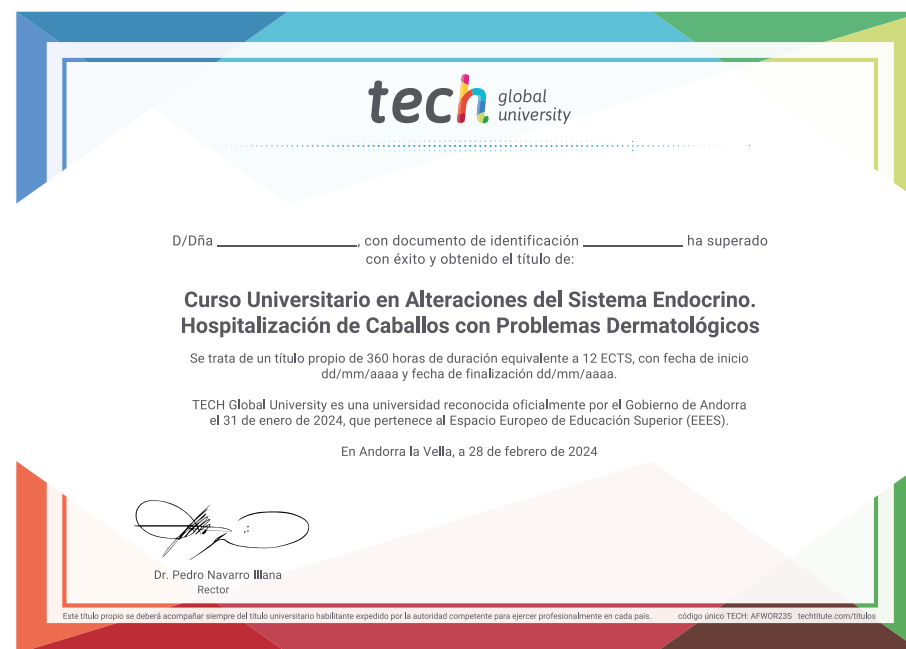 tech global university
D/Dña ____________________, con documento de identificación ______________ ha superado
con éxito y obtenido el título de:
Curso Universitario en Alteraciones del Sistema Endocrino.
Hospitalización de Caballos con Problemas Dermatológicos
Se trata de un título propio de 360 horas de duración equivalente a 12 ECTS, con fecha de inicio
dd/mm/aaaa y fecha de finalización dd/mm/aaaa.
TECH Global University es una universidad reconocida oficialmente por el Gobierno de Andorra
el 31 de enero de 2024, que pertenece al Espacio Europeo de Educación Superior (EEES).
En Andorra la Vella, a 28 de febrero de 2024
Dr. Pedro Navarro Illana
Rector
Este título propio se deberá acompañar siempre del título universitario habilitante expedido por la autoridad competente para ejercer profesionalmente en cada país. código único TECH: AFWOR23S techtitute.com/titulos